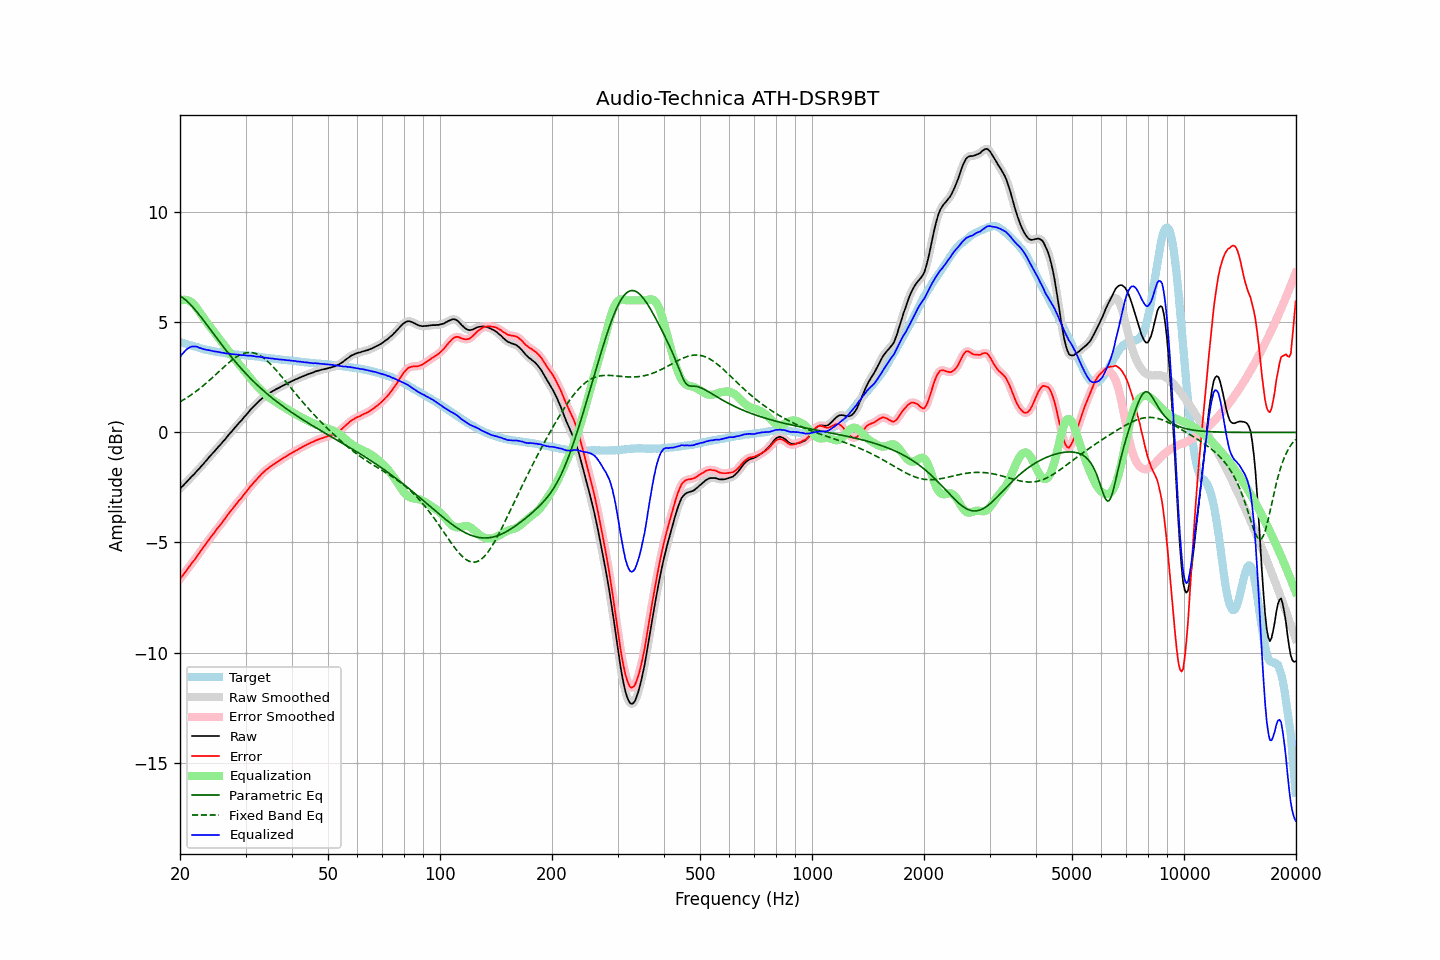 Audio-Technica ATH-DSR9BT
Amplitude (dBr)
10
5
0
−5
−10
−15
Target
Raw Smoothed
Error Smoothed
Raw
Error
Equalization
Parametric Eq
Fixed Band Eq
Equalized
20 50 100 200 500 1000 2000 5000 10000 20000
Frequency (Hz)